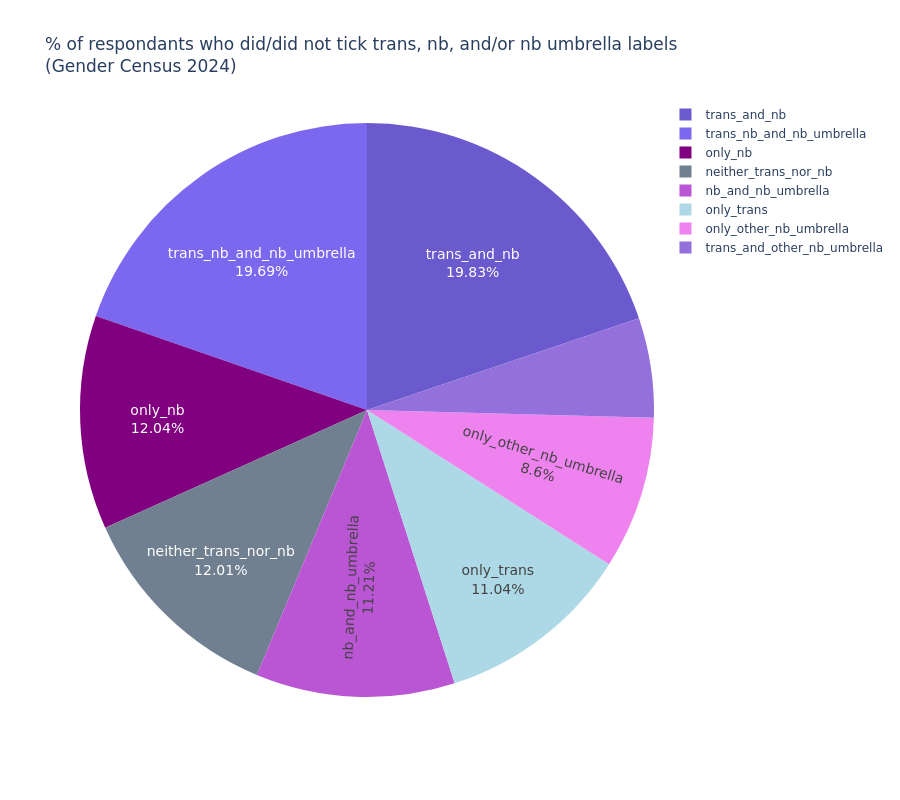 % of respondants who did/did not tick trans, nb, and/or nb umbrella labels
(Gender Census 2024)
trans_and_nb
trans_nb_and_nb_umbrella
only_nb
neither_trans_nor_nb
nb_and_nb_umbrella
only_trans
only_other_nb_umbrella
trans_and_other_nb_umbrella
trans_nb_and_nb_umbrella
19.69%
trans_and_nb
19.83%
only_nb
12.04%
only_other_nb_umbrella
8.6%
neither_trans_nor_nb
12.01%
nb_and_nb_umbrella
11.21%
only_trans
11.04%